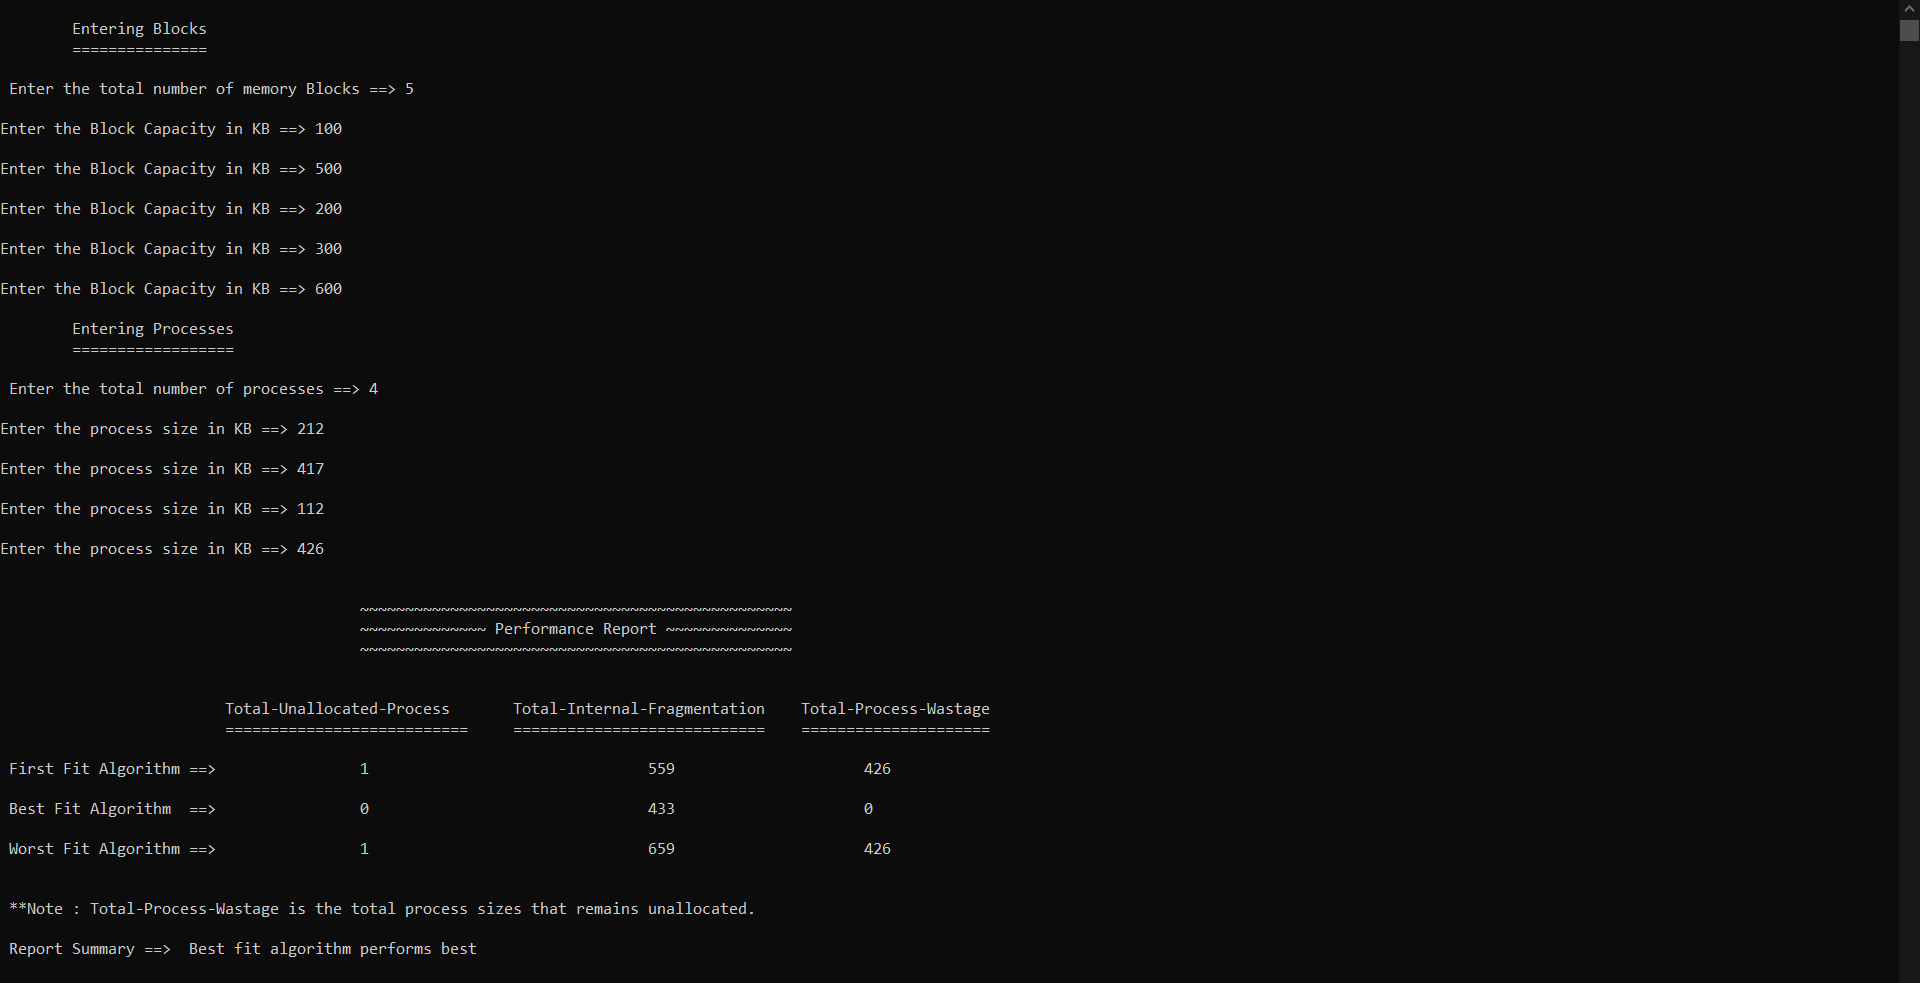 Entering Blocks
===============
Enter the total number of memory Blocks ==> 5
Enter the Block Capacity in KB ==> 100
Enter the Block Capacity in KB ==> 500
Enter the Block Capacity in KB ==> 200
Enter the Block Capacity in KB ==> 300
Enter the Block Capacity in KB ==> 600
Entering Processes
==================
Enter the total number of processes ==> 4
Enter the process size in KB ==> 212
Enter the process size in KB ==> 417
Enter the process size in KB ==> 112
Enter the process size in KB ==> 426
~~~~~~~~~~~~~~~~~~~~~~~~~~~~~~~~~~~~~~~~~~~~~~~~
~~~~~~~~~~~~~~ Performance Report ~~~~~~~~~~~~~~
~~~~~~~~~~~~~~~~~~~~~~~~~~~~~~~~~~~~~~~~~~~~~~~~
Total-Unallocated-Process Total-Internal-Fragmentation Total-Process-Wastage
=========================== ============================ =====================
First Fit Algorithm ==> 1 559 426
Best Fit Algorithm ==> 0 433 0
Worst Fit Algorithm ==> 1 659 426
**Note : Total-Process-Wastage is the total process sizes that remains unallocated.
Report Summary ==> Best fit algorithm performs best